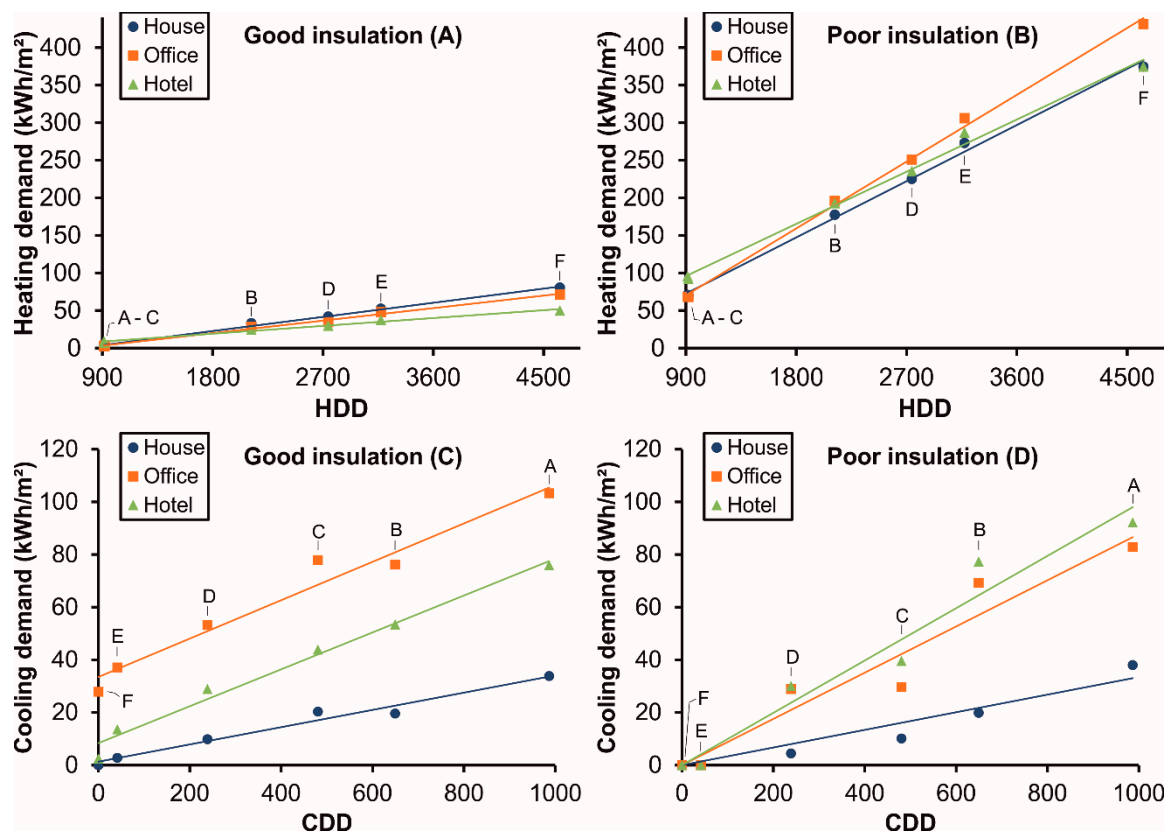 Good insulation (A)
House
Office
Hotel
Heating demand (kWh/m²)
400
350
300
250
200
150
100
50
0
A - C
B
D
E
F
900 1800 2700 3600 4500
HDD
Poor insulation (B)
House
Office
Hotel
Heating demand (kWh/m²)
400
350
300
250
200
150
100
50
0
A - C
B
D
E
F
900 1800 2700 3600 4500
HDD
Good insulation (C)
House
Office
Hotel
Cooling demand (kWh/m²)
120
100
80
60
40
20
0
F
E
D
C
B
A
0 200 400 600 800 1000
CDD
Poor insulation (D)
House
Office
Hotel
Cooling demand (kWh/m²)
120
100
80
60
40
20
0
F
E
D
C
B
A
0 200 400 600 800 1000
CDD